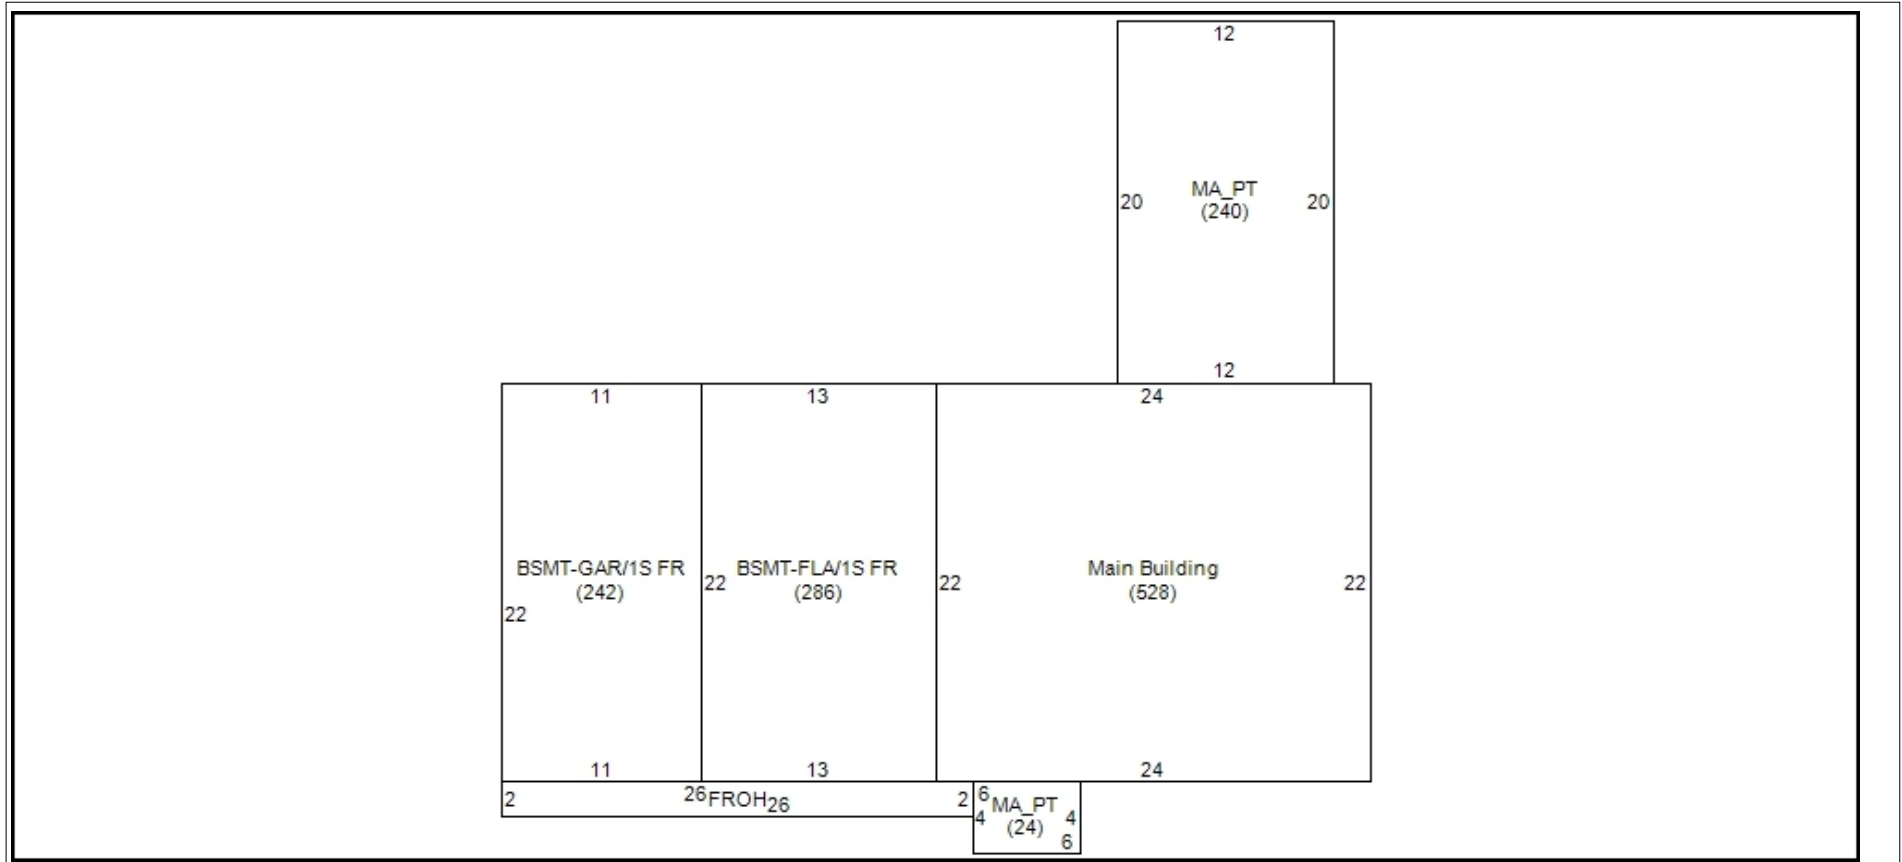 12
20 MA_PT 20
(240)
12
11 13 24
BSMT-GAR/1S FR BSMT-FLA/1S FR Main Building
22 22 22
(242) (286) (528)
22
11 13 24
2 26FROH26 2 6 MA_PT
4 (24) 4
6